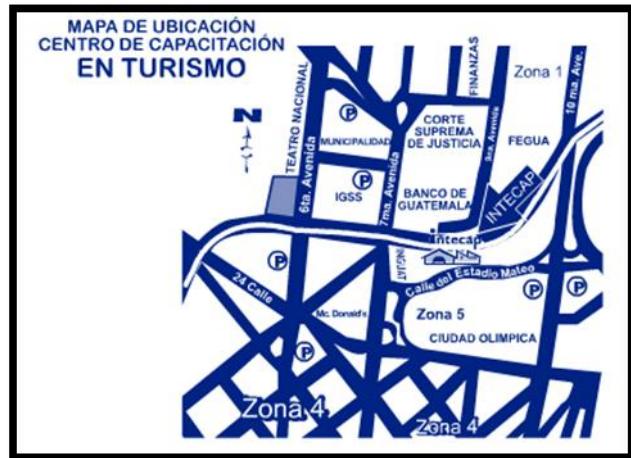 MAPA DE UBICACIÓN
CENTRO DE CAPACITACIÓN
EN TURISMO
N
TEATRO NACIONAL
6ta. Avenida
P
MUNICIPALIDAD
P
IGSS
7ma. Avenida
FINANZAS
CORTE
SUPREMA
DE JUSTICIA
BANCO DE
GUATEMALA
Zona 1
10 ma. Ave.
FEGUA
INTECAP
intecap
INGUAT
Calle del Estadio Mateo
P
24 Calle
Mc. Donald's.
P
Zona 5
CIUDAD OLIMPICA
P
P
Zona 4
Zona 4